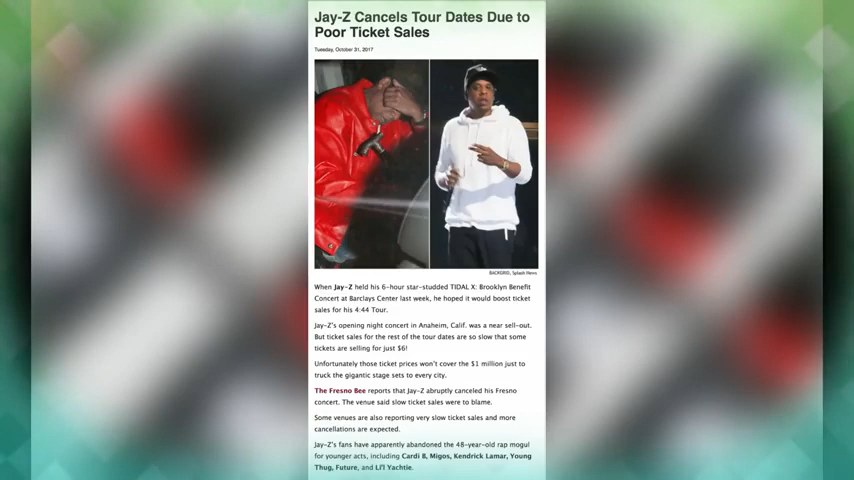 Jay-Z Cancels Tour Dates Due to
Poor Ticket Sales
Tuesday, October 31, 2017
BACKGRID, Splash News
When Jay-Z held his 6-hour star-studded TIDAL X: Brooklyn Benefit
Concert at Barclays Center last week, he hoped it would boost ticket
sales for his 4:44 Tour.
Jay-Z's opening night concert in Anaheim, Calif. was a near sell-out.
But ticket sales for the rest of the tour dates are so slow that some
tickets are selling for just $6!
Unfortunately those ticket prices won't cover the $1 million just to
truck the gigantic stage sets to every city.
The Fresno Bee reports that Jay-Z abruptly canceled his Fresno
concert. The venue said slow ticket sales were to blame.
Some venues are also reporting very slow ticket sales and more
cancellations are expected.
Jay-Z's fans have apparently abandoned the 48-year-old rap mogul
for younger acts, including Cardi B, Migos, Kendrick Lamar, Young
Thug, Future, and Li'l Yachtie.